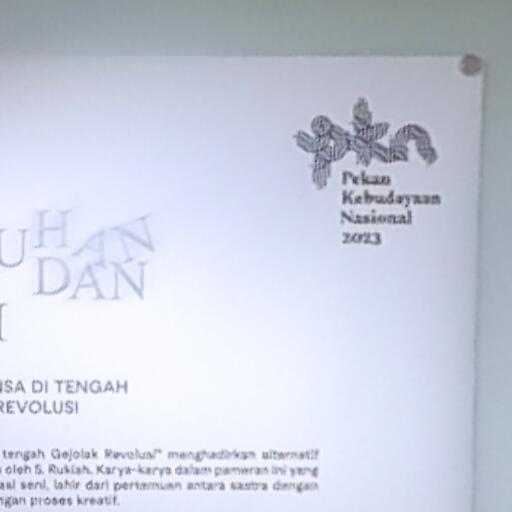 pkn
Pekan
Kebudayaan
Nasional
2023
UHAN
DAN
I
NSA DI TENGAH
REVOLUSI
tengah Gejolak Revolusi" menghadirkan alternatif
oleh S. Rukiah. Karya-karya dalam pameran ini yang
seni, lahir dari pertemuan antara sastra dengan
ngan proses kreatif.